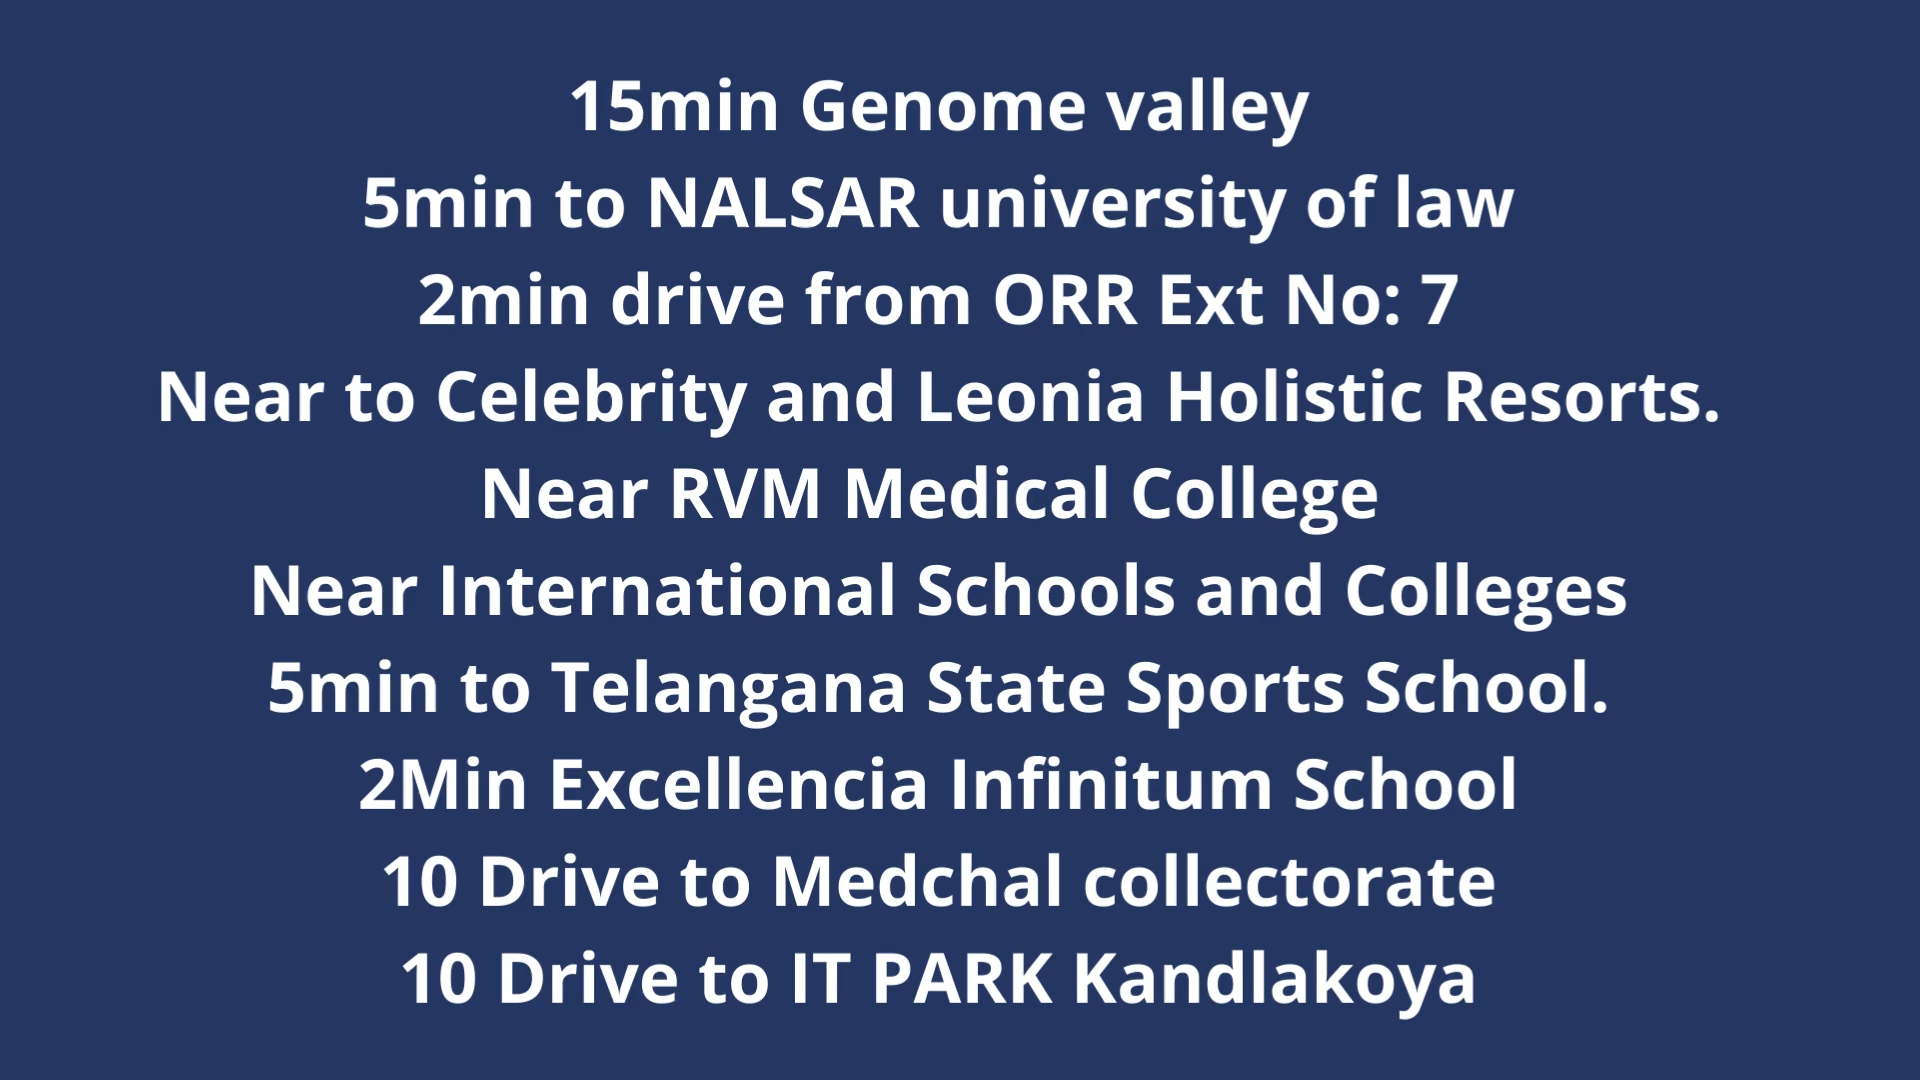 15min Genome valley
5min to NALSAR university of law
2min drive from ORR Ext No: 7
Near to Celebrity and Leonia Holistic Resorts.
Near RVM Medical College
Near International Schools and Colleges
5min to Telangana State Sports School.
2Min Excellencia Infinitum School
10 Drive to Medchal collectorate
10 Drive to IT PARK Kandlakoya